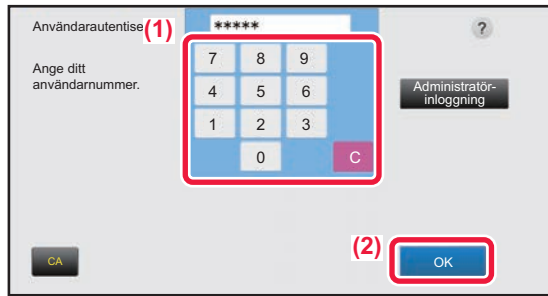 Användarautentise
(1)
*****
?
Ange ditt
användarnummer.
7 8 9
4 5 6
1 2 3
0 C
Administratör-
inloggning
(2)
CA
OK